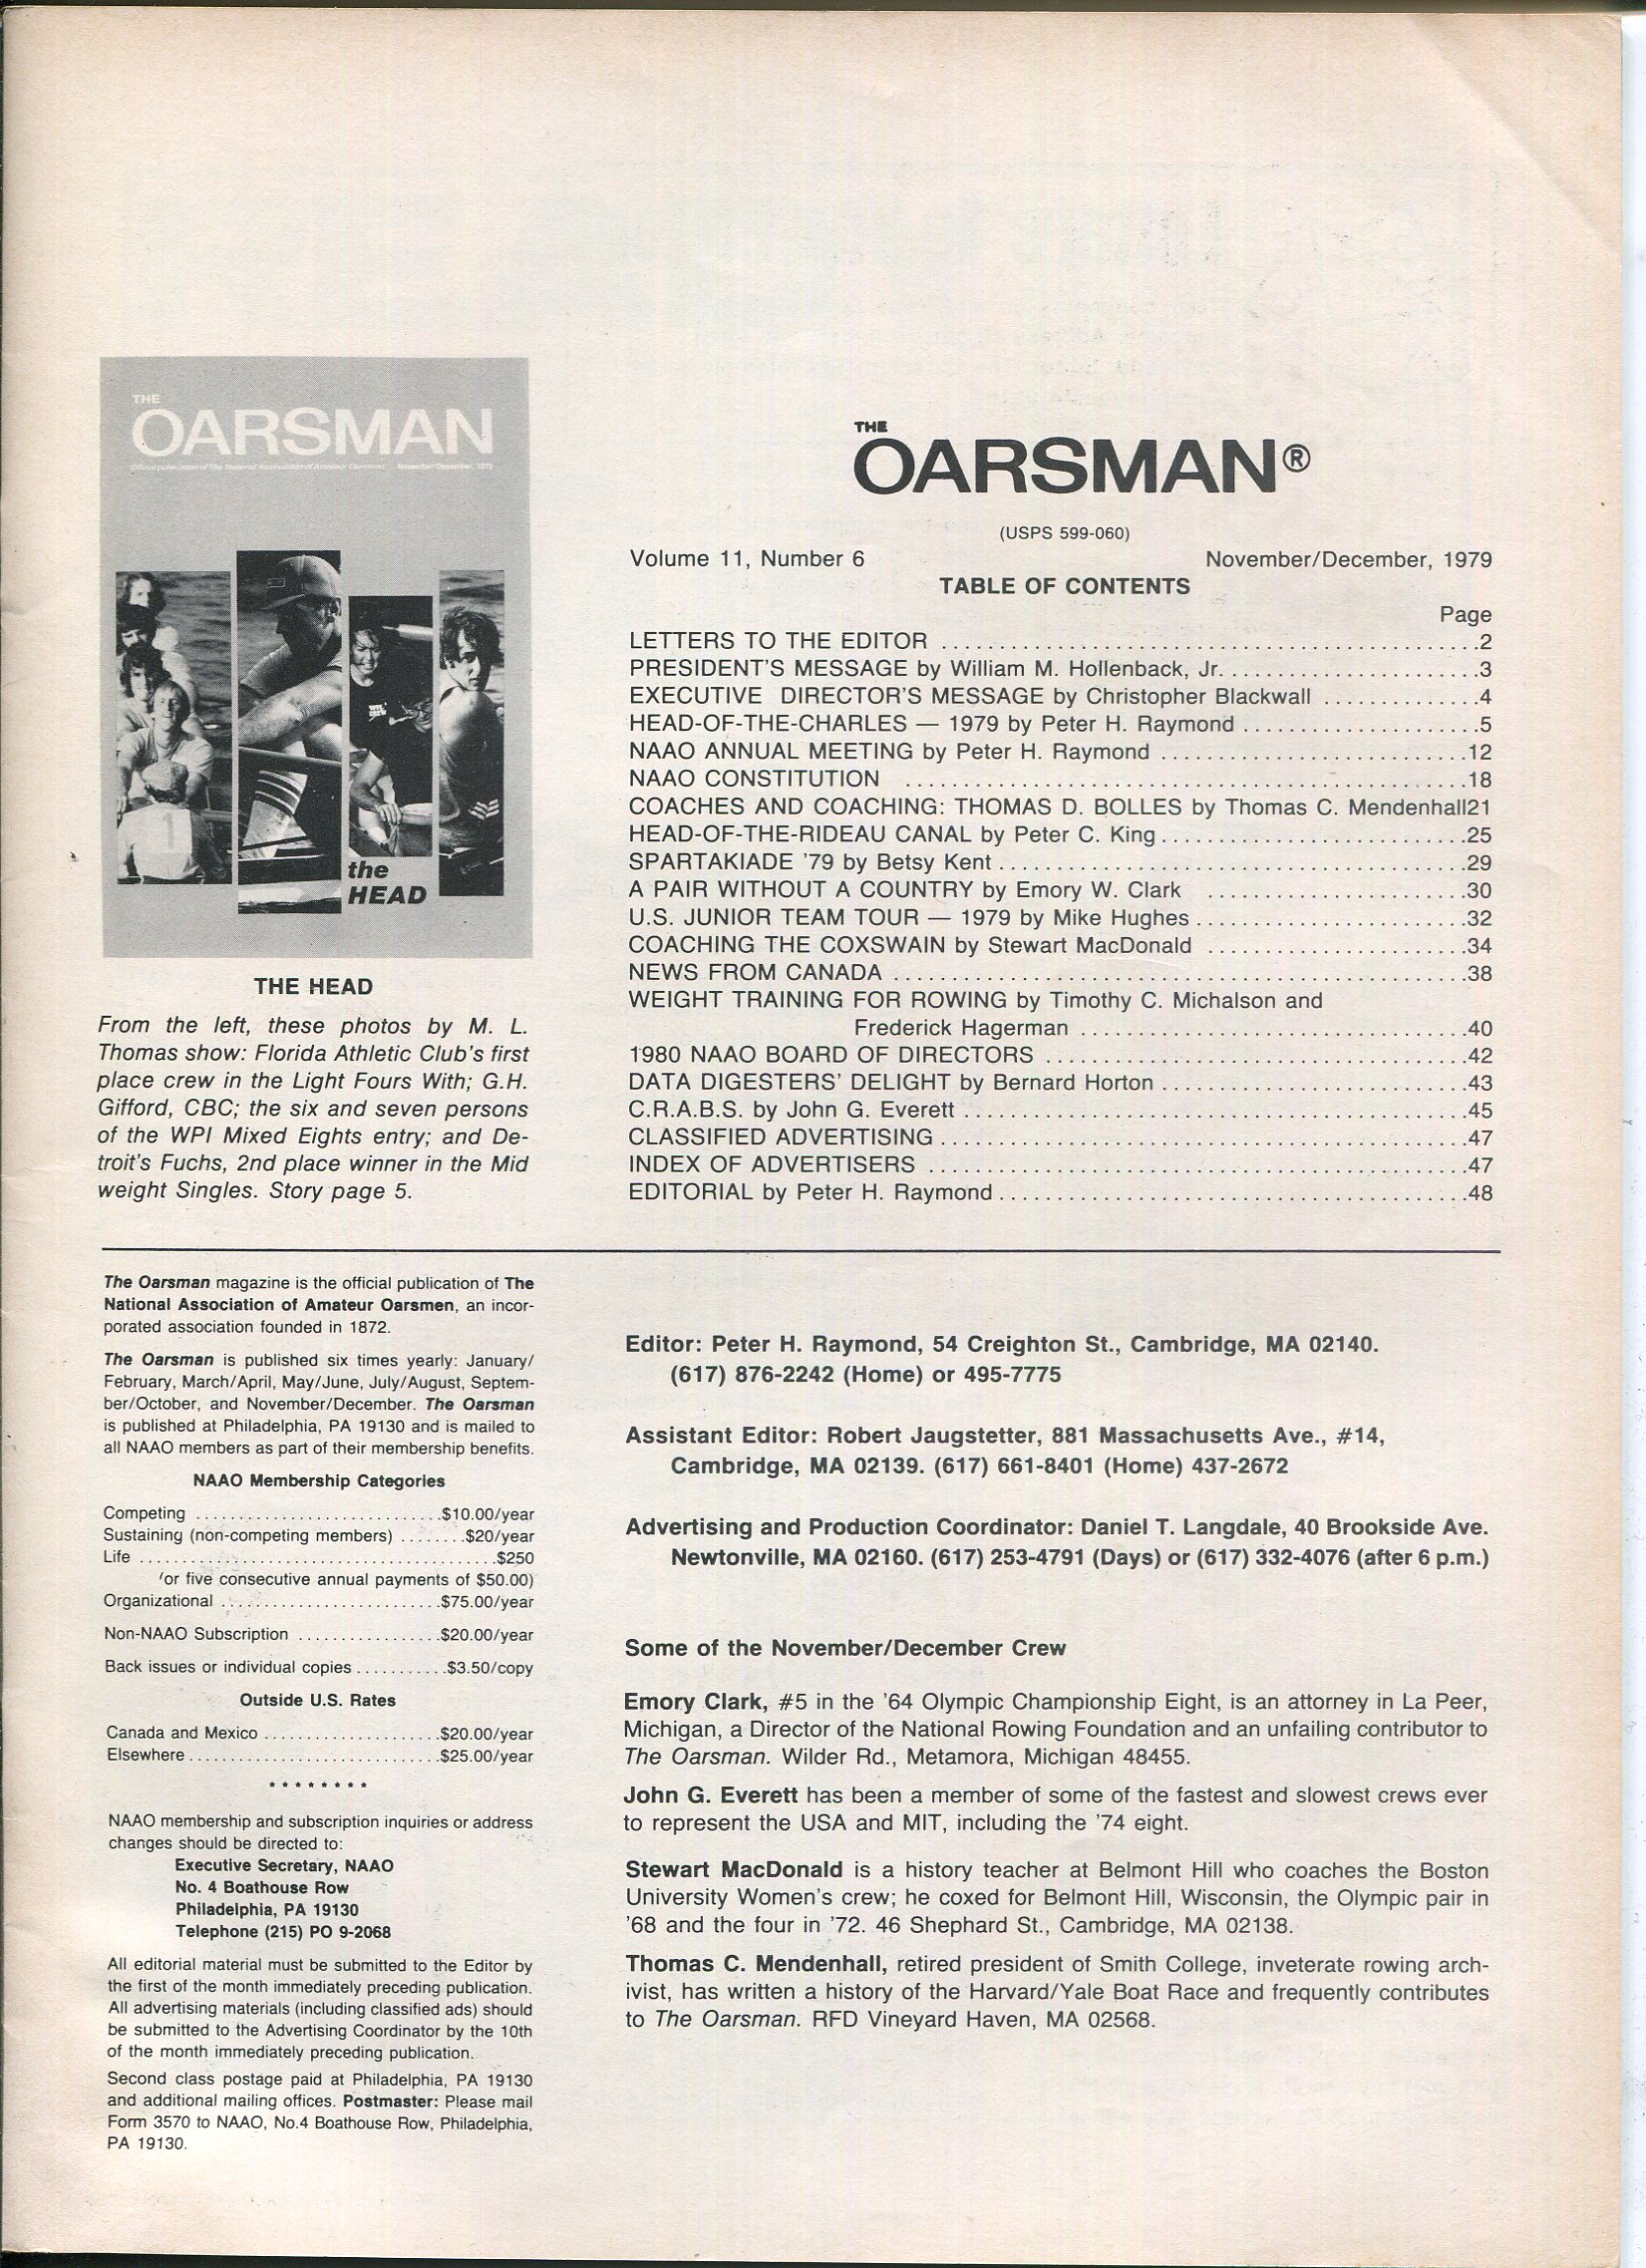 THE
OARSMAN
Official publication of The National Association of Amateur Oarsmen November/December, 1979
the
HEAD
THE HEAD
From the left, these photos by M. L.
Thomas show: Florida Athletic Club's first
place crew in the Light Fours With; G.H.
Gifford, CBC; the six and seven persons
of the WPI Mixed Eights entry; and De-
troit's Fuchs, 2nd place winner in the Mid
weight Singles. Story page 5.
THE
OARSMAN®
(USPS 599-060)
Volume 11, Number 6 November/December, 1979
TABLE OF CONTENTS
Page
LETTERS TO THE EDITOR ..........2
PRESIDENT'S MESSAGE by William M. Hollenback, Jr. ..........3
EXECUTIVE DIRECTOR'S MESSAGE by Christopher Blackwall ..........4
HEAD-OF-THE-CHARLES — 1979 by Peter H. Raymond ..........5
NAAO ANNUAL MEETING by Peter H. Raymond ..........12
NAAO CONSTITUTION ..........18
COACHES AND COACHING: THOMAS D. BOLLES by Thomas C. Mendenhall21
HEAD-OF-THE-RIDEAU CANAL by Peter C. King ..........25
SPARTAKIADE '79 by Betsy Kent ..........29
A PAIR WITHOUT A COUNTRY by Emory W. Clark ..........30
U.S. JUNIOR TEAM TOUR — 1979 by Mike Hughes ..........32
COACHING THE COXSWAIN by Stewart MacDonald ..........34
NEWS FROM CANADA ..........38
WEIGHT TRAINING FOR ROWING by Timothy C. Michalson and
Frederick Hagerman ..........40
1980 NAAO BOARD OF DIRECTORS ..........42
DATA DIGESTERS' DELIGHT by Bernard Horton ..........43
C.R.A.B.S. by John G. Everett ..........45
CLASSIFIED ADVERTISING ..........47
INDEX OF ADVERTISERS ..........47
EDITORIAL by Peter H. Raymond ..........48
The Oarsman magazine is the official publication of The
National Association of Amateur Oarsmen, an incor-
porated association founded in 1872.
The Oarsman is published six times yearly: January/
February, March/April, May/June, July/August, Septem-
ber/October, and November/December. The Oarsman
is published at Philadelphia, PA 19130 and is mailed to
all NAAO members as part of their membership benefits.
NAAO Membership Categories
Competing ..........$10.00/year
Sustaining (non-competing members) ........$20/year
Life ..........$250
(or five consecutive annual payments of $50.00)
Organizational ..........$75.00/year
Non-NAAO Subscription ..........$20.00/year
Back issues or individual copies ..........$3.50/copy
Outside U.S. Rates
Canada and Mexico ..........$20.00/year
Elsewhere ..........$25.00/year
* * * * * * * *
NAAO membership and subscription inquiries or address
changes should be directed to:
Executive Secretary, NAAO
No. 4 Boathouse Row
Philadelphia, PA 19130
Telephone (215) PO 9-2068
All editorial material must be submitted to the Editor by
the first of the month immediately preceding publication.
All advertising materials (including classified ads) should
be submitted to the Advertising Coordinator by the 10th
of the month immediately preceding publication.
Second class postage paid at Philadelphia, PA 19130
and additional mailing offices. Postmaster: Please mail
Form 3570 to NAAO, No.4 Boathouse Row, Philadelphia,
PA 19130.
Editor: Peter H. Raymond, 54 Creighton St., Cambridge, MA 02140.
(617) 876-2242 (Home) or 495-7775
Assistant Editor: Robert Jaugstetter, 881 Massachusetts Ave., #14,
Cambridge, MA 02139. (617) 661-8401 (Home) 437-2672
Advertising and Production Coordinator: Daniel T. Langdale, 40 Brookside Ave.
Newtonville, MA 02160. (617) 253-4791 (Days) or (617) 332-4076 (after 6 p.m.)
Some of the November/December Crew
Emory Clark, #5 in the '64 Olympic Championship Eight, is an attorney in La Peer,
Michigan, a Director of the National Rowing Foundation and an unfailing contributor to
The Oarsman. Wilder Rd., Metamora, Michigan 48455.
John G. Everett has been a member of some of the fastest and slowest crews ever
to represent the USA and MIT, including the '74 eight.
Stewart MacDonald is a history teacher at Belmont Hill who coaches the Boston
University Women's crew; he coxed for Belmont Hill, Wisconsin, the Olympic pair in
'68 and the four in '72. 46 Shephard St., Cambridge, MA 02138.
Thomas C. Mendenhall, retired president of Smith College, inveterate rowing arch-
ivist, has written a history of the Harvard/Yale Boat Race and frequently contributes
to The Oarsman. RFD Vineyard Haven, MA 02568.